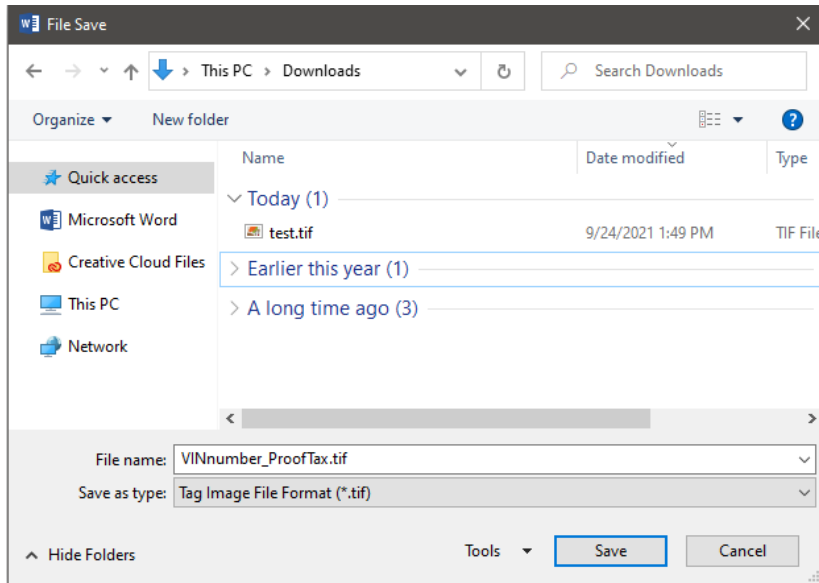 File Save
This PC > Downloads
Search Downloads
Organize
New folder
Name
Date modified
Type
Quick access
Microsoft Word
Creative Cloud Files
This PC
Network
Today (1)
test.tif
9/24/2021 1:49 PM
TIF File
Earlier this year (1)
A long time ago (3)
File name: VINnumber_ProofTax.tif
Save as type: Tag Image File Format (*.tif)
Hide Folders
Tools
Save
Cancel